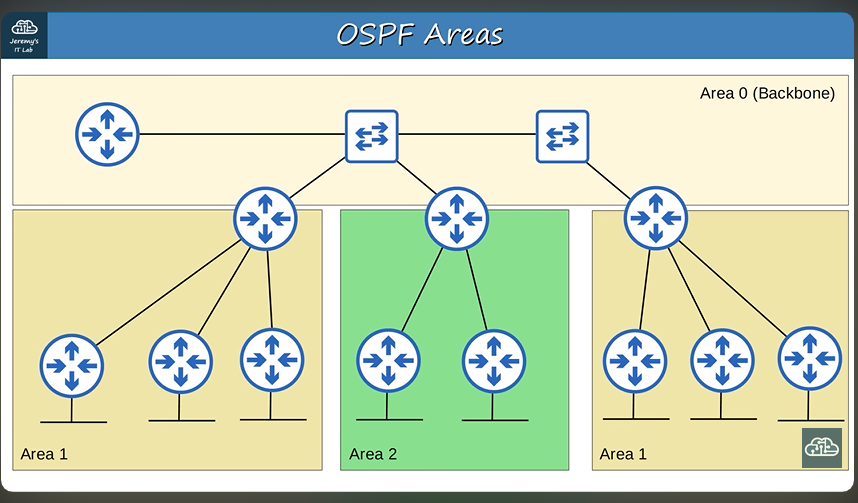 Jeremy's
IT Lab
OSPF Areas
Area 0 (Backbone)
Area 1
Area 2
Area 1